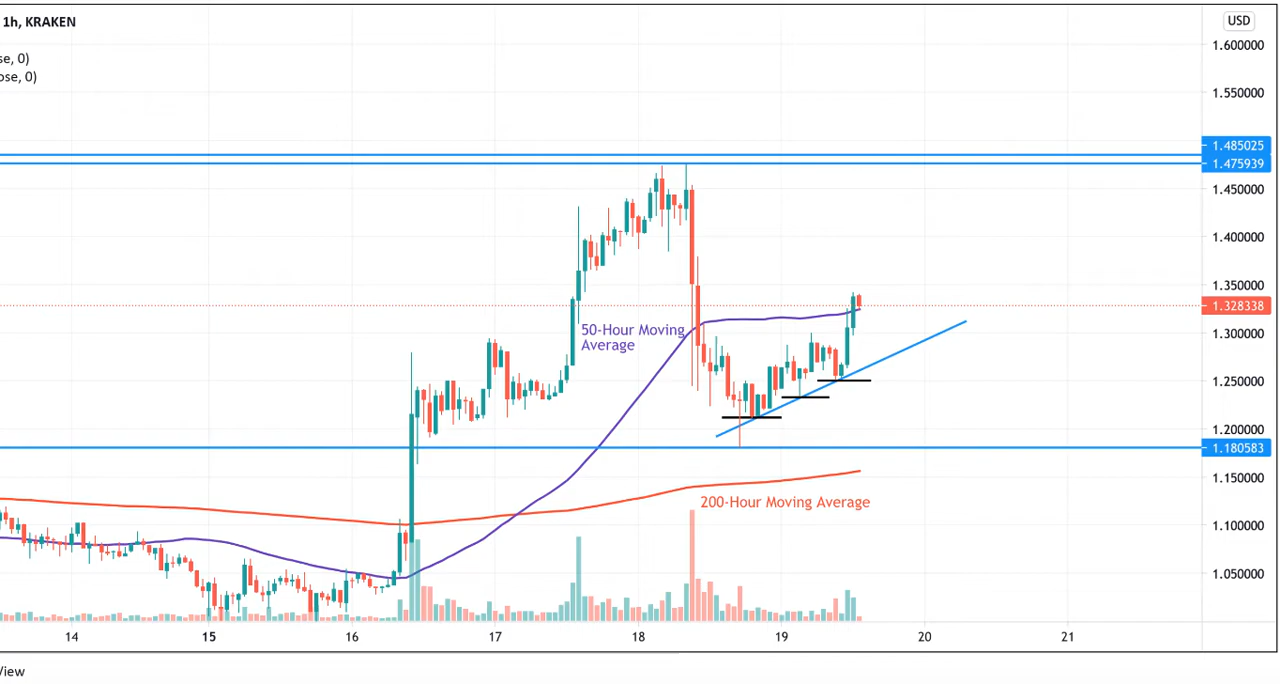 1h, KRAKEN
USD
se, 0)
ose, 0)
1.600000
1.550000
1.485025
1.475939
1.450000
1.400000
1.350000
1.328338
1.300000
50-Hour Moving
Average
1.250000
1.200000
1.180583
1.150000
200-Hour Moving Average
1.100000
1.050000
14 15 16 17 18 19 20 21
View